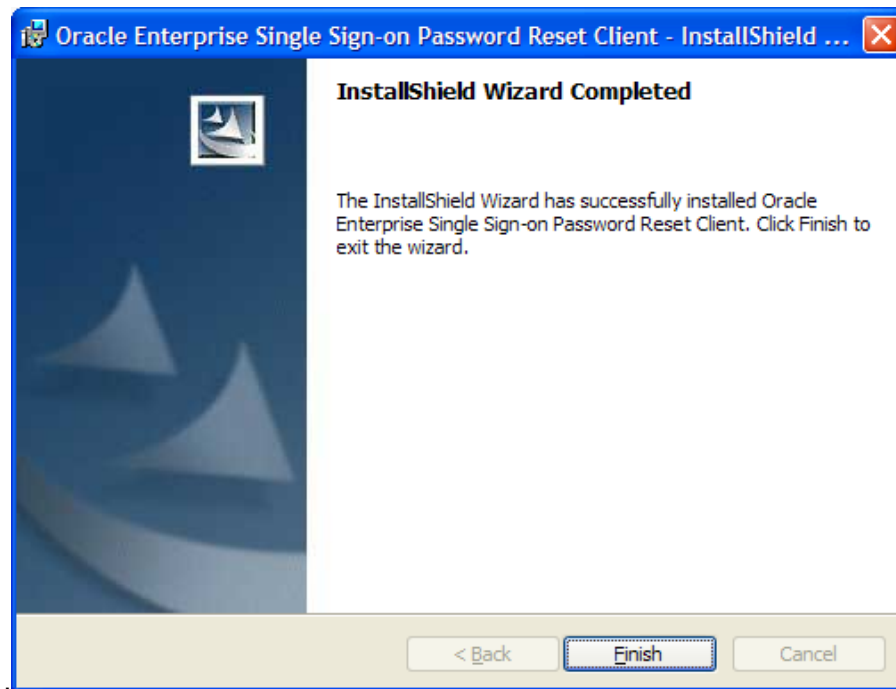 Oracle Enterprise Single Sign-on Password Reset Client - InstallShield ...
InstallShield Wizard Completed
The InstallShield Wizard has successfully installed Oracle
Enterprise Single Sign-on Password Reset Client. Click Finish to
exit the wizard.
< Back
Finish
Cancel